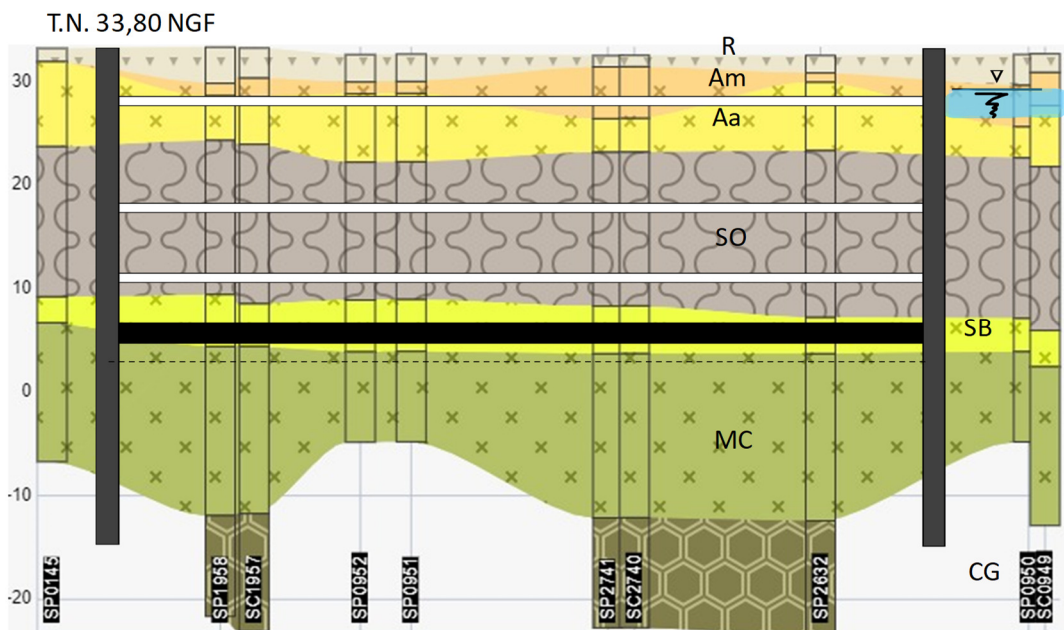 T.N. 33,80 NGF
R
30
Am
Aa
20
SO
10
SB
0
MC
-10
CG
-20
SP0145
SP1958
SC1957
SP0952
SP0951
SP2741
SC2740
SP2632
SP0950
SC0949